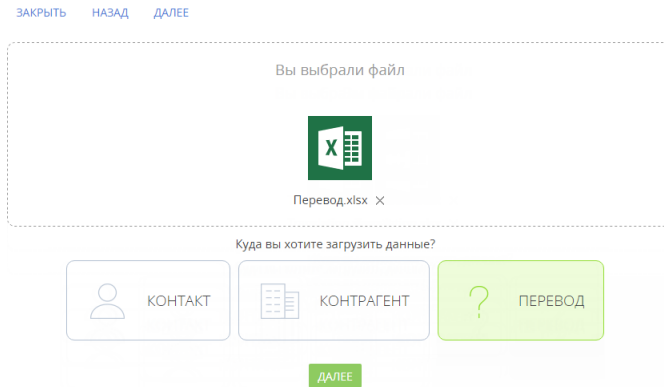 ЗАКРЫТЬ НАЗАД ДАЛЕЕ
Вы выбрали файл
X
Перевод.xlsx
Куда вы хотите загрузить данные?
КОНТАКТ КОНТРАГЕНТ ПЕРЕВОД
ДАЛЕЕ